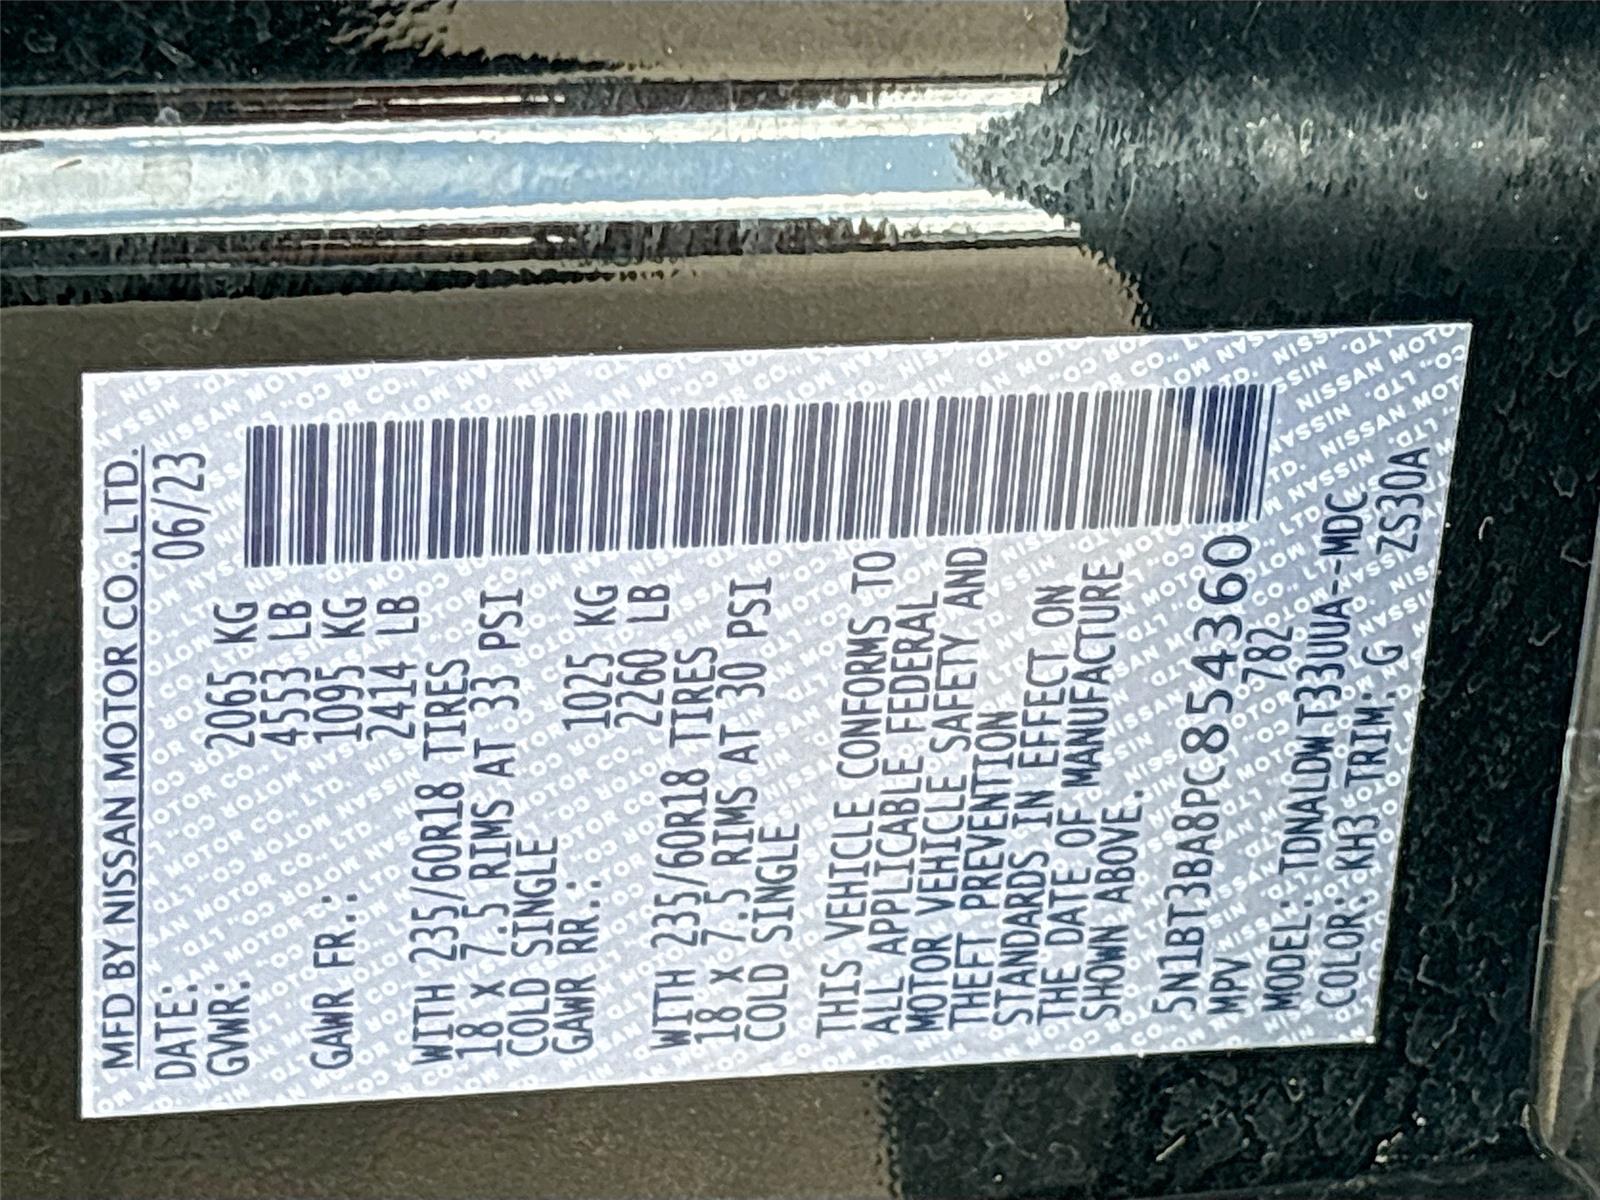 MFD BY NISSAN MOTOR CO., LTD.
DATE: 06/23
GVWR: 2065 KG
4553 LB
GAWR FR.: 1095 KG
2414 LB
WITH 235/60R18 TIRES
18 X 7.5 RIMS AT 33 PSI
COLD SINGLE
GAWR RR.: 1025 KG
2260 LB
WITH 235/60R18 TIRES
18 X 7.5 RIMS AT 30 PSI
COLD SINGLE
THIS VEHICLE CONFORMS TO
ALL APPLICABLE FEDERAL
MOTOR VEHICLE SAFETY AND
THEFT PREVENTION
STANDARDS IN EFFECT ON
THE DATE OF MANUFACTURE
SHOWN ABOVE.
5N1BT3BA8PC854360
MPV 782
MODEL: TDNALDW T33UUA--MDC
COLOR: KH3 TRIM: G ZS30A